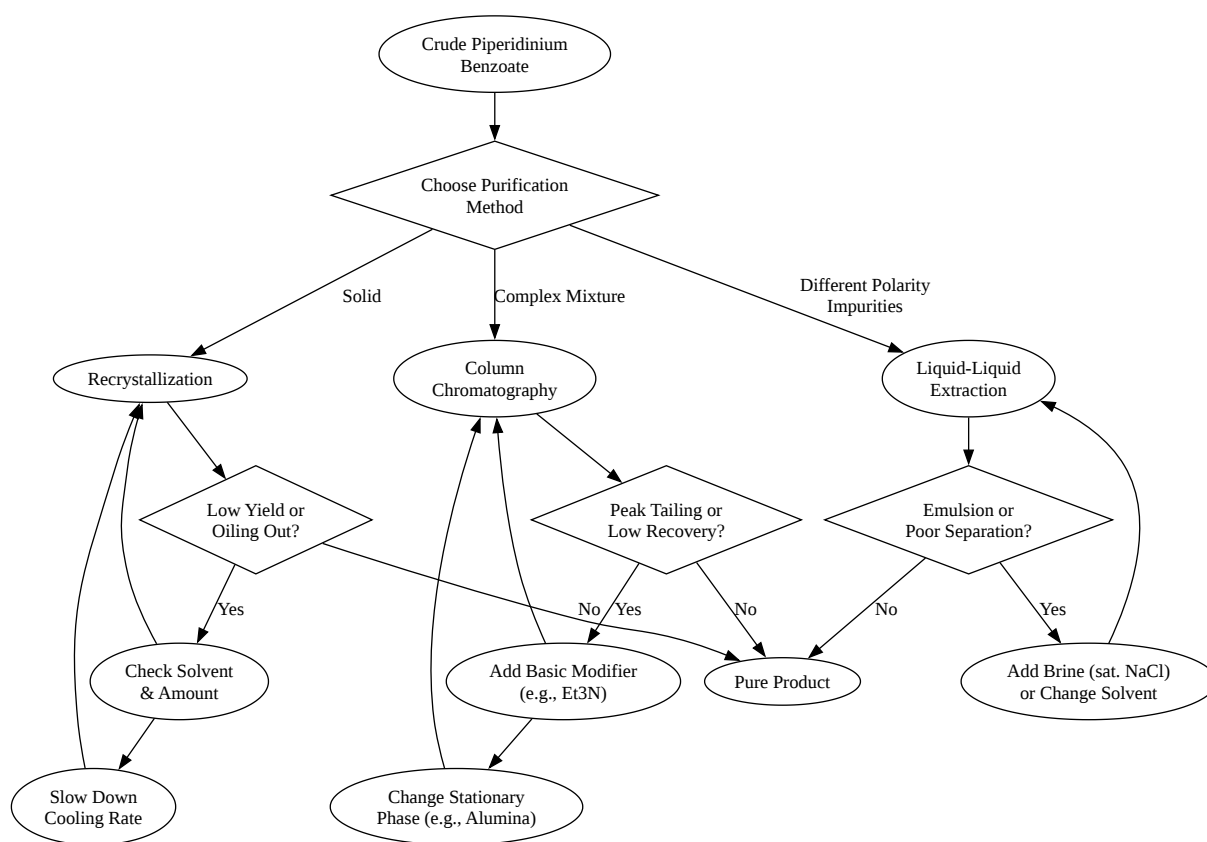 Crude Piperidinium
Benzoate
Choose Purification
Method
Solid
Complex Mixture
Different Polarity
Impurities
Recrystallization
Column
Chromatography
Liquid-Liquid
Extraction
Low Yield or
Oiling Out?
Peak Tailing or
Low Recovery?
Emulsion or
Poor Separation?
Yes
No
Yes
No
No
Yes
Check Solvent
& Amount
Add Basic Modifier
(e.g., Et3N)
Pure Product
Add Brine (sat. NaCl)
or Change Solvent
Slow Down
Cooling Rate
Change Stationary
Phase (e.g., Alumina)